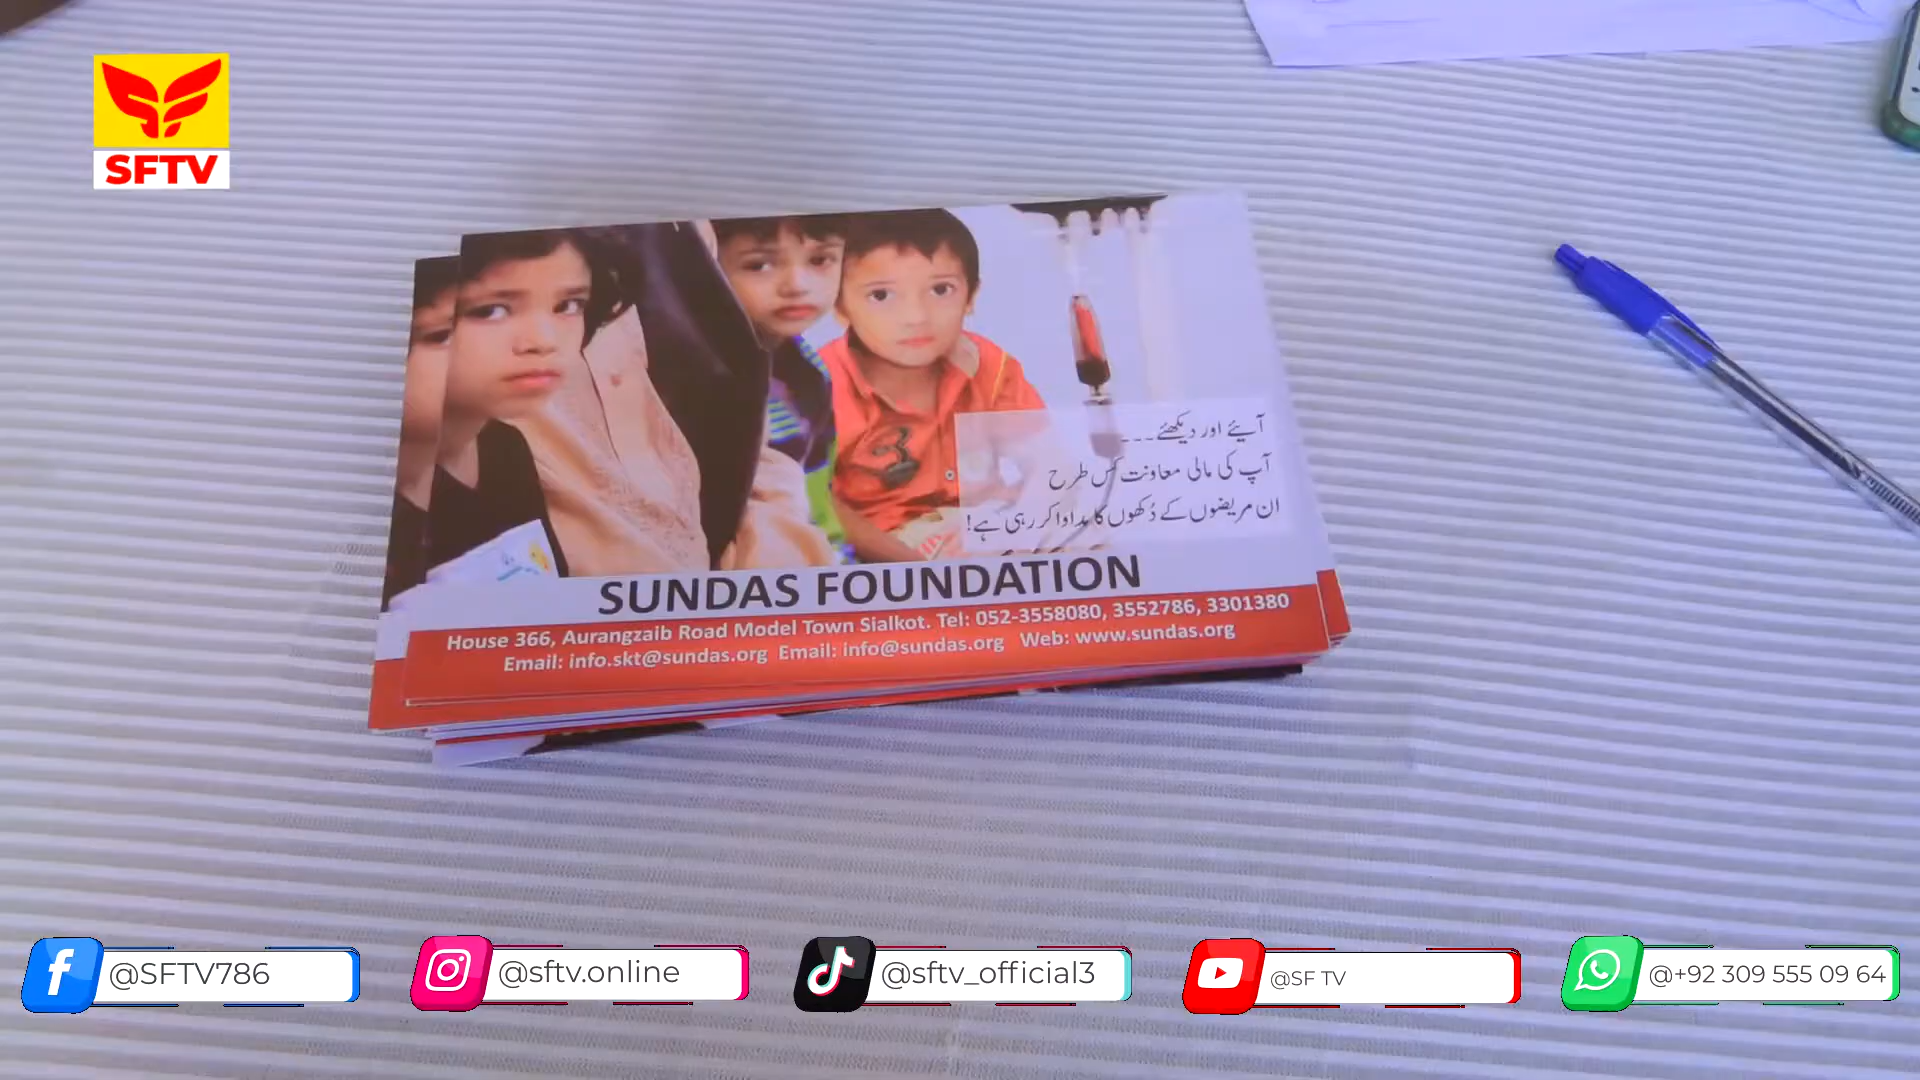 SFTV
آیئے اور دیکھئے---
آپ کی مالی معاونت کس طرح
ان مریضوں کے دُکھوں کا مداوا کر رہی ہے!
SUNDAS FOUNDATION
House 366, Aurangzaib Road Model Town Sialkot. Tel: 052-3558080, 3552786, 3301380
Email: info.skt@sundas.org Email: info@sundas.org Web: www.sundas.org
@SFTV786
@sftv.online
@sftv_official3
@SF TV
@+92 309 555 09 64